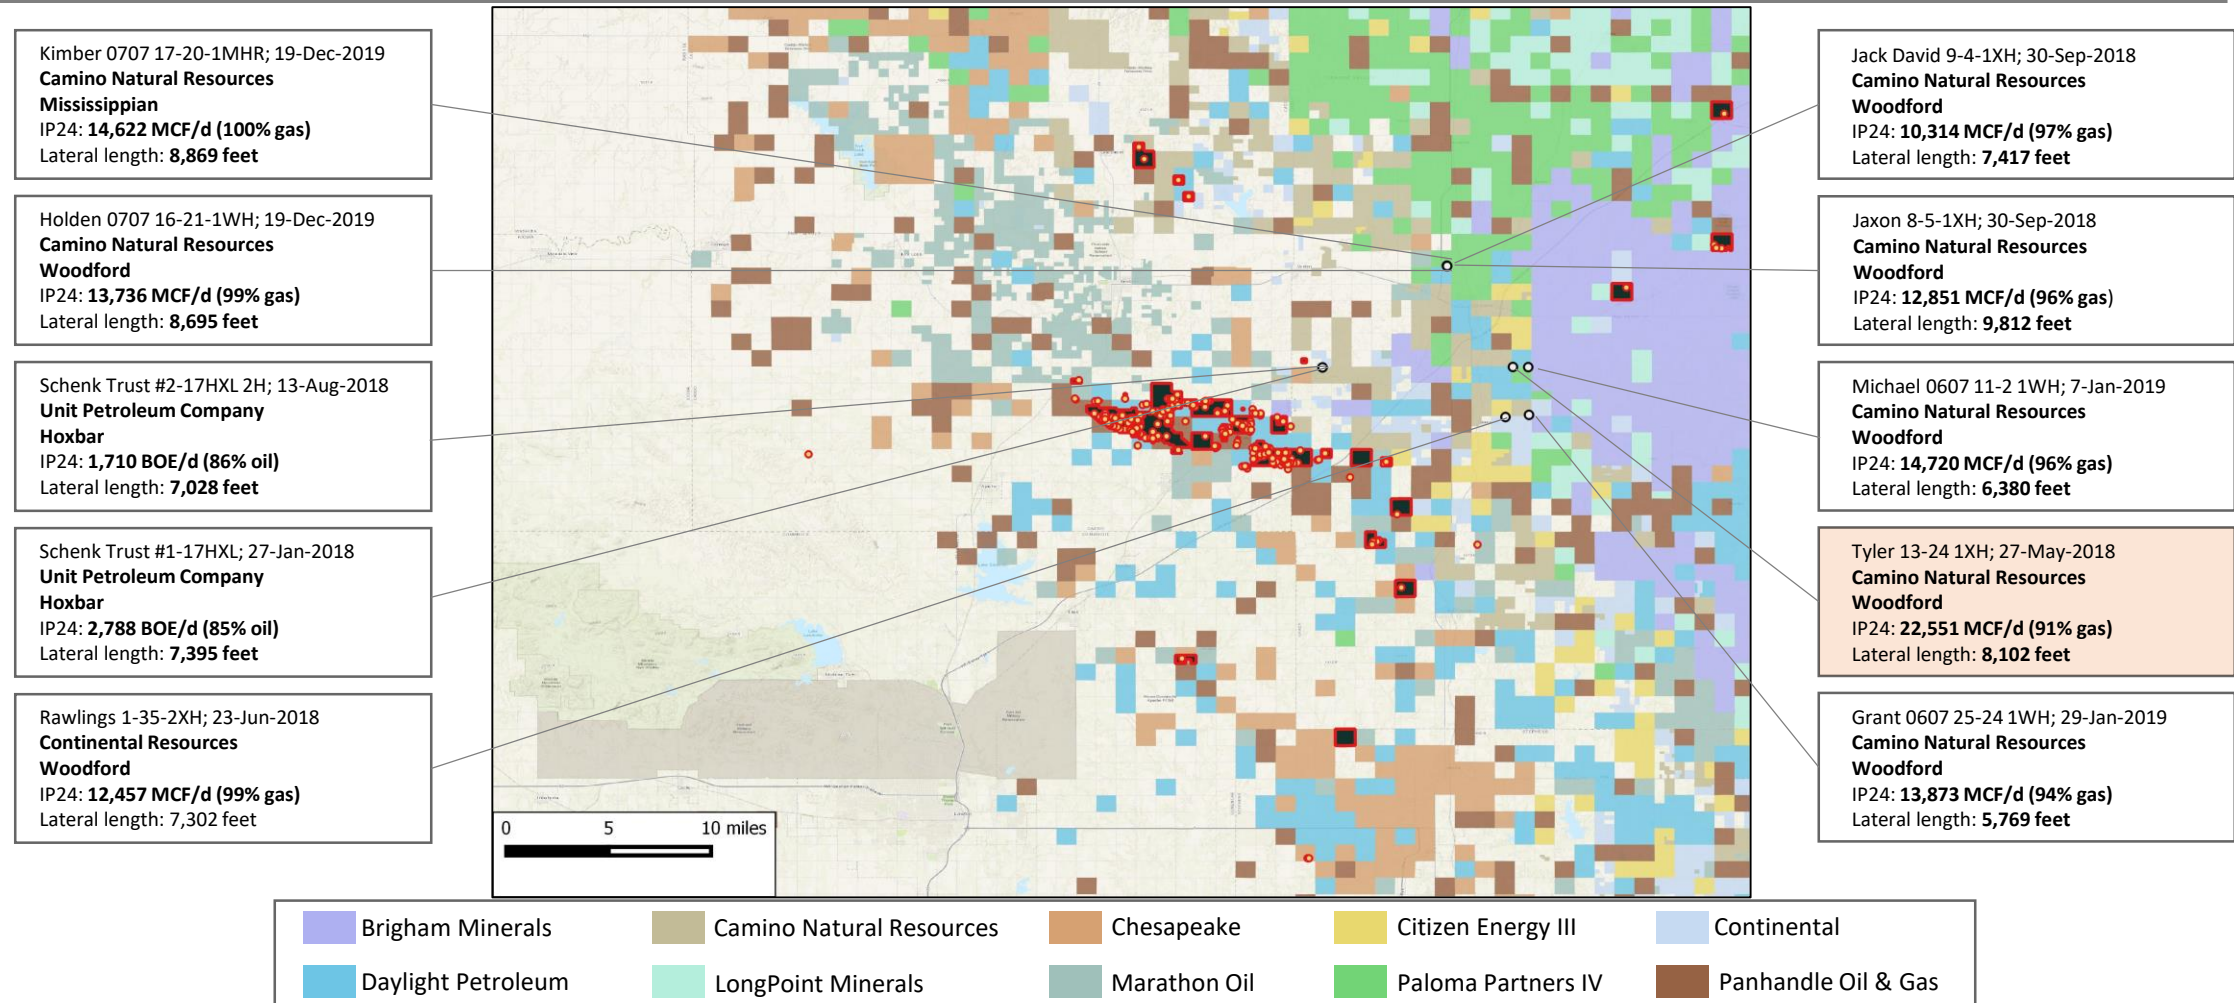 Kimber 0707 17-20-1MHR; 19-Dec-2019
Camino Natural Resources
Mississippian
IP24: 14,622 MCF/d (100% gas)
Lateral length: 8,869 feet
Holden 0707 16-21-1WH; 19-Dec-2019
Camino Natural Resources
Woodford
IP24: 13,736 MCF/d (99% gas)
Lateral length: 8,695 feet
Schenk Trust #2-17HXL 2H; 13-Aug-2018
Unit Petroleum Company
Hoxbar
IP24: 1,710 BOE/d (86% oil)
Lateral length: 7,028 feet
Schenk Trust #1-17HXL; 27-Jan-2018
Unit Petroleum Company
Hoxbar
IP24: 2,788 BOE/d (85% oil)
Lateral length: 7,395 feet
Rawlings 1-35-2XH; 23-Jun-2018
Continental Resources
Woodford
IP24: 12,457 MCF/d (99% gas)
Lateral length: 7,302 feet
Jack David 9-4-1XH; 30-Sep-2018
Camino Natural Resources
Woodford
IP24: 10,314 MCF/d (97% gas)
Lateral length: 7,417 feet
Jaxon 8-5-1XH; 30-Sep-2018
Camino Natural Resources
Woodford
IP24: 12,851 MCF/d (96% gas)
Lateral length: 9,812 feet
Michael 0607 11-2 1WH; 7-Jan-2019
Camino Natural Resources
Woodford
IP24: 14,720 MCF/d (96% gas)
Lateral length: 6,380 feet
Tyler 13-24 1XH; 27-May-2018
Camino Natural Resources
Woodford
IP24: 22,551 MCF/d (91% gas)
Lateral length: 8,102 feet
Grant 0607 25-24 1WH; 29-Jan-2019
Camino Natural Resources
Woodford
IP24: 13,873 MCF/d (94% gas)
Lateral length: 5,769 feet
0 5 10 miles
Brigham Minerals Camino Natural Resources Chesapeake Citizen Energy III Continental
Daylight Petroleum LongPoint Minerals Marathon Oil Paloma Partners IV Panhandle Oil & Gas